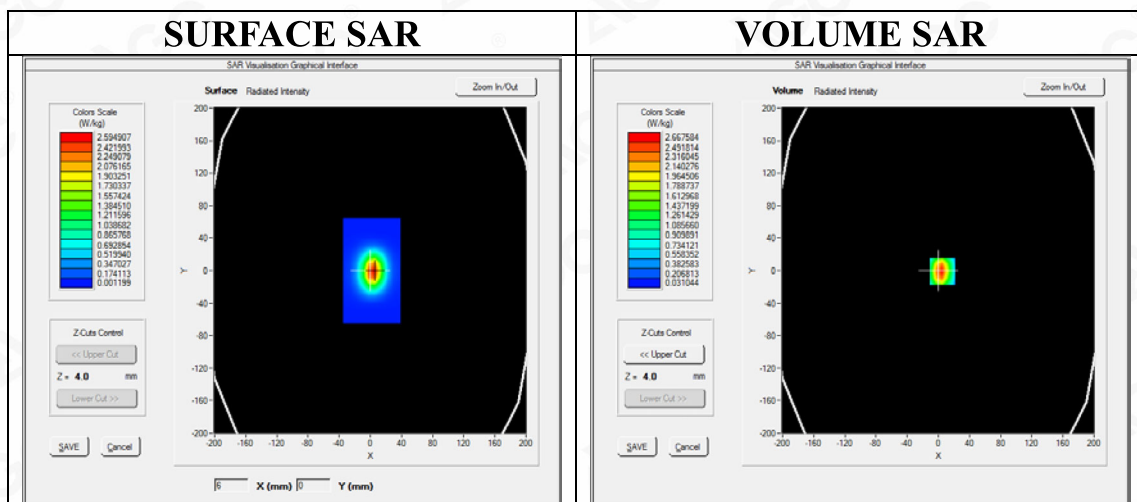 SURFACE SAR
SAR Visualisation Graphical Interface
Surface Radiated Intensity
Zoom In/Out
Colors Scale
(W/kg)
2.594907
2.421993
2.249079
2.076165
1.903251
1.730337
1.557424
1.384510
1.211596
1.038682
0.865768
0.692854
0.519940
0.347027
0.174113
0.001199
Z-Cuts Control
<< Upper Cut
Z = 4.0 mm
Lower Cut >>
SAVE Cancel
200
160
120
80
40
0
-40
-80
-120
-160
-200
Y
-200 -160 -120 -80 -40 0 40 80 120 160 200
X
6 X (mm) 0 Y (mm)
VOLUME SAR
SAR Visualisation Graphical Interface
Volume Radiated Intensity
Zoom In/Out
Colors Scale
(W/kg)
2.667584
2.491814
2.316045
2.140276
1.964506
1.788737
1.612968
1.437199
1.261429
1.085660
0.909891
0.734121
0.558352
0.382583
0.206813
0.031044
Z-Cuts Control
<< Upper Cut
Z = 4.0 mm
Lower Cut >>
SAVE Cancel
200
160
120
80
40
0
-40
-80
-120
-160
-200
Y
-200 -160 -120 -80 -40 0 40 80 120 160 200
X